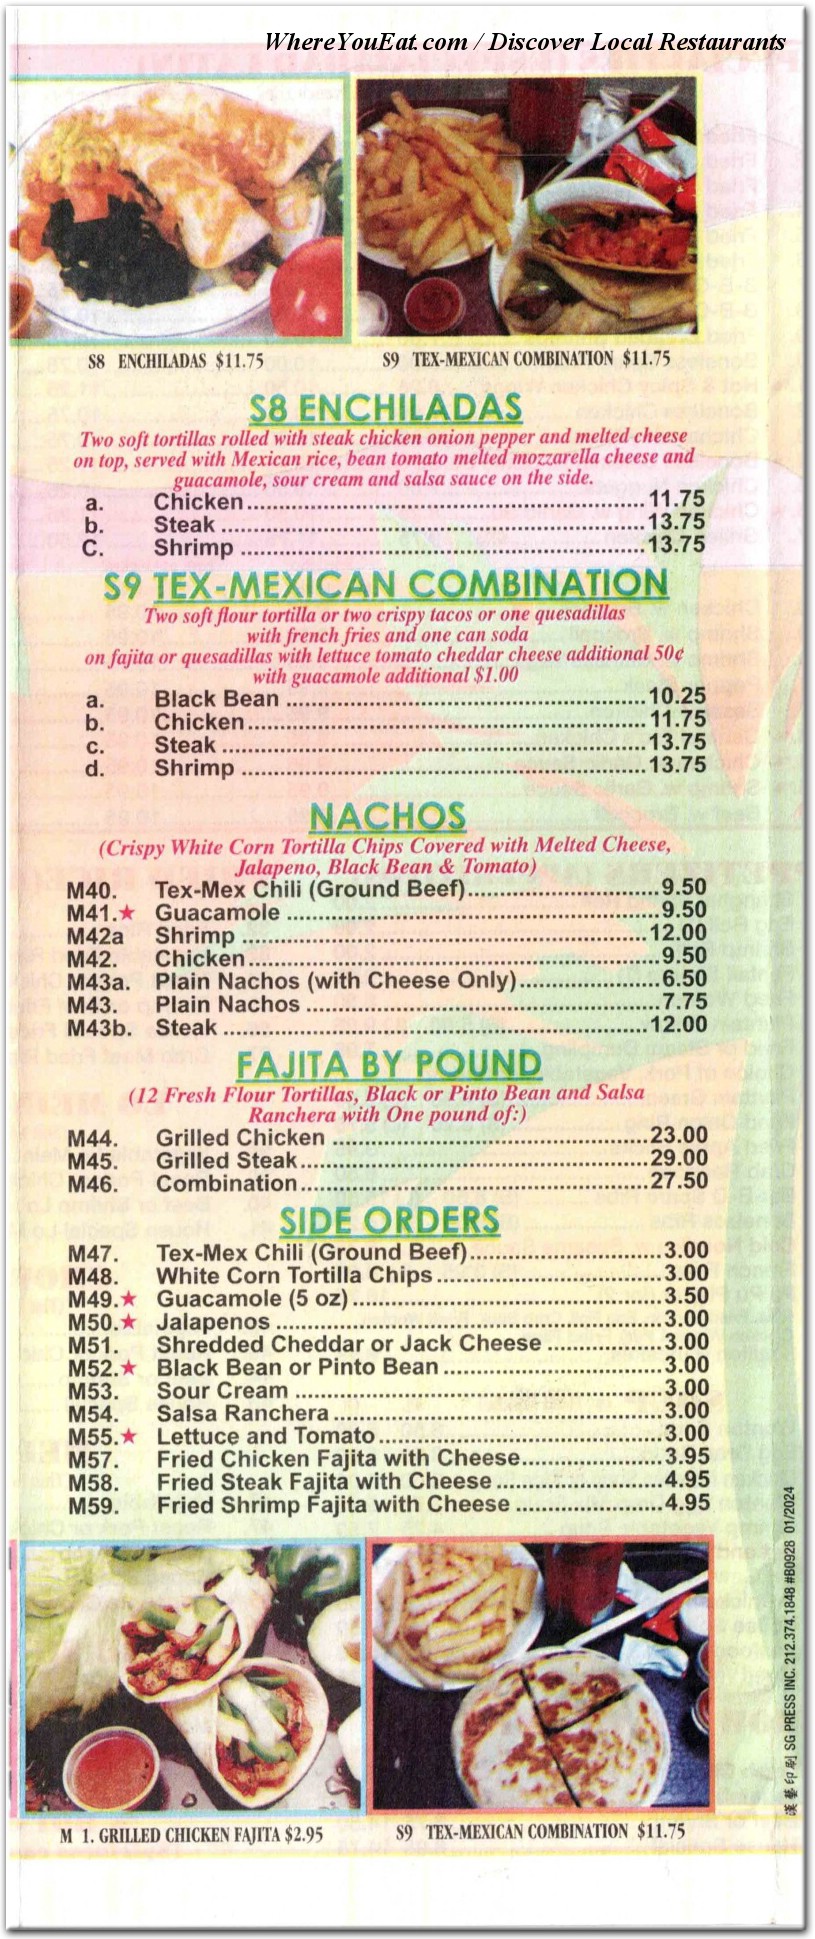 WhereYouEat.com / Discover Local Restaurants
S8 ENCHILADAS $11.75
S9 TEX-MEXICAN COMBINATION $11.75
S8 ENCHILADAS
Two soft tortillas rolled with steak chicken onion pepper and melted cheese
on top, served with Mexican rice, bean tomato melted mozzarella cheese and
guacamole, sour cream and salsa sauce on the side.
a. Chicken 11.75
b. Steak 13.75
C. Shrimp 13.75
S9 TEX-MEXICAN COMBINATION
Two soft flour tortilla or two crispy tacos or one quesadillas
with french fries and one can soda
on fajita or quesadillas with lettuce tomato cheddar cheese additional 50¢
with guacamole additional $1.00
a. Black Bean 10.25
b. Chicken 11.75
c. Steak 13.75
d. Shrimp 13.75
NACHOS
(Crispy White Corn Tortilla Chips Covered with Melted Cheese,
Jalapeno, Black Bean & Tomato)
M40. Tex-Mex Chili (Ground Beef) 9.50
M41.★ Guacamole 9.50
M42a Shrimp 12.00
M42. Chicken 9.50
M43a. Plain Nachos (with Cheese Only) 6.50
M43. Plain Nachos 7.75
M43b. Steak 12.00
FAJITA BY POUND
(12 Fresh Flour Tortillas, Black or Pinto Bean and Salsa
Ranchera with One pound of:)
M44. Grilled Chicken 23.00
M45. Grilled Steak 29.00
M46. Combination 27.50
SIDE ORDERS
M47. Tex-Mex Chili (Ground Beef) 3.00
M48. White Corn Tortilla Chips 3.00
M49.★ Guacamole (5 oz) 3.50
M50.★ Jalapenos 3.00
M51. Shredded Cheddar or Jack Cheese 3.00
M52.★ Black Bean or Pinto Bean 3.00
M53. Sour Cream 3.00
M54. Salsa Ranchera 3.00
M55.★ Lettuce and Tomato 3.00
M57. Fried Chicken Fajita with Cheese 3.95
M58. Fried Steak Fajita with Cheese 4.95
M59. Fried Shrimp Fajita with Cheese 4.95
漢藝印刷 SG PRESS INC. 212.374.1848 #B0928 01/2024
M 1. GRILLED CHICKEN FAJITA $2.95
S9 TEX-MEXICAN COMBINATION $11.75